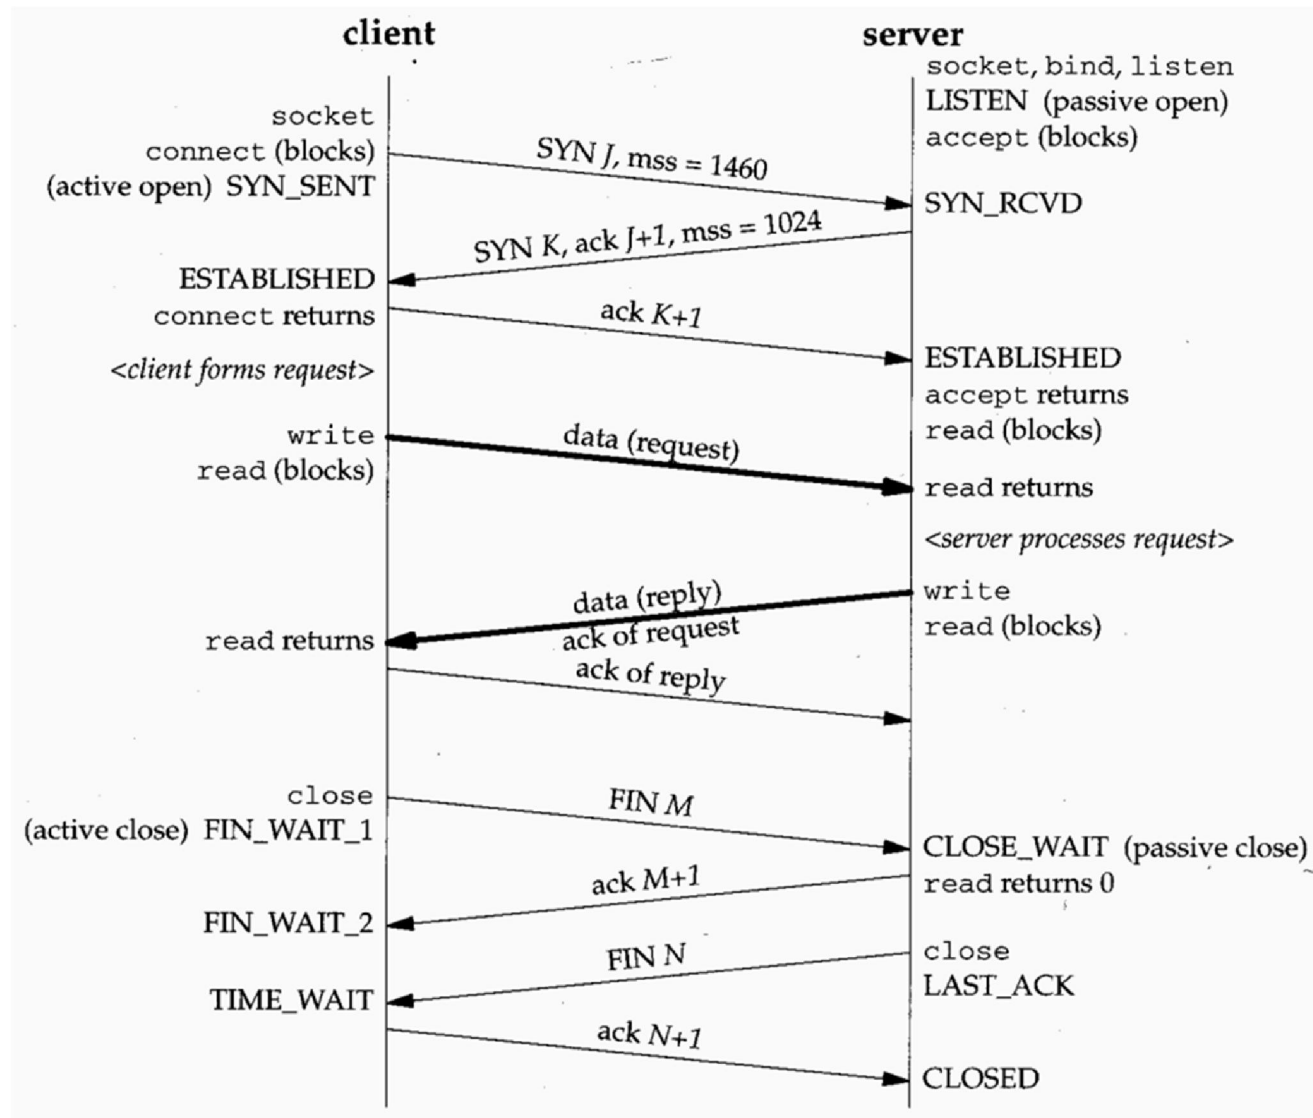 client
server
socket, bind, listen
LISTEN (passive open)
accept (blocks)
socket
connect (blocks)
(active open) SYN_SENT
SYN J, mss = 1460
SYN_RCVD
SYN K, ack J+1, mss = 1024
ESTABLISHED
connect returns
ack K+1
<client forms request>
ESTABLISHED
accept returns
read (blocks)
write
read (blocks)
data (request)
read returns
<server processes request>
write
read (blocks)
data (reply)
ack of request
read returns
ack of reply
close
(active close) FIN_WAIT_1
FIN M
CLOSE_WAIT (passive close)
read returns 0
ack M+1
FIN_WAIT_2
close
LAST_ACK
FIN N
TIME_WAIT
ack N+1
CLOSED